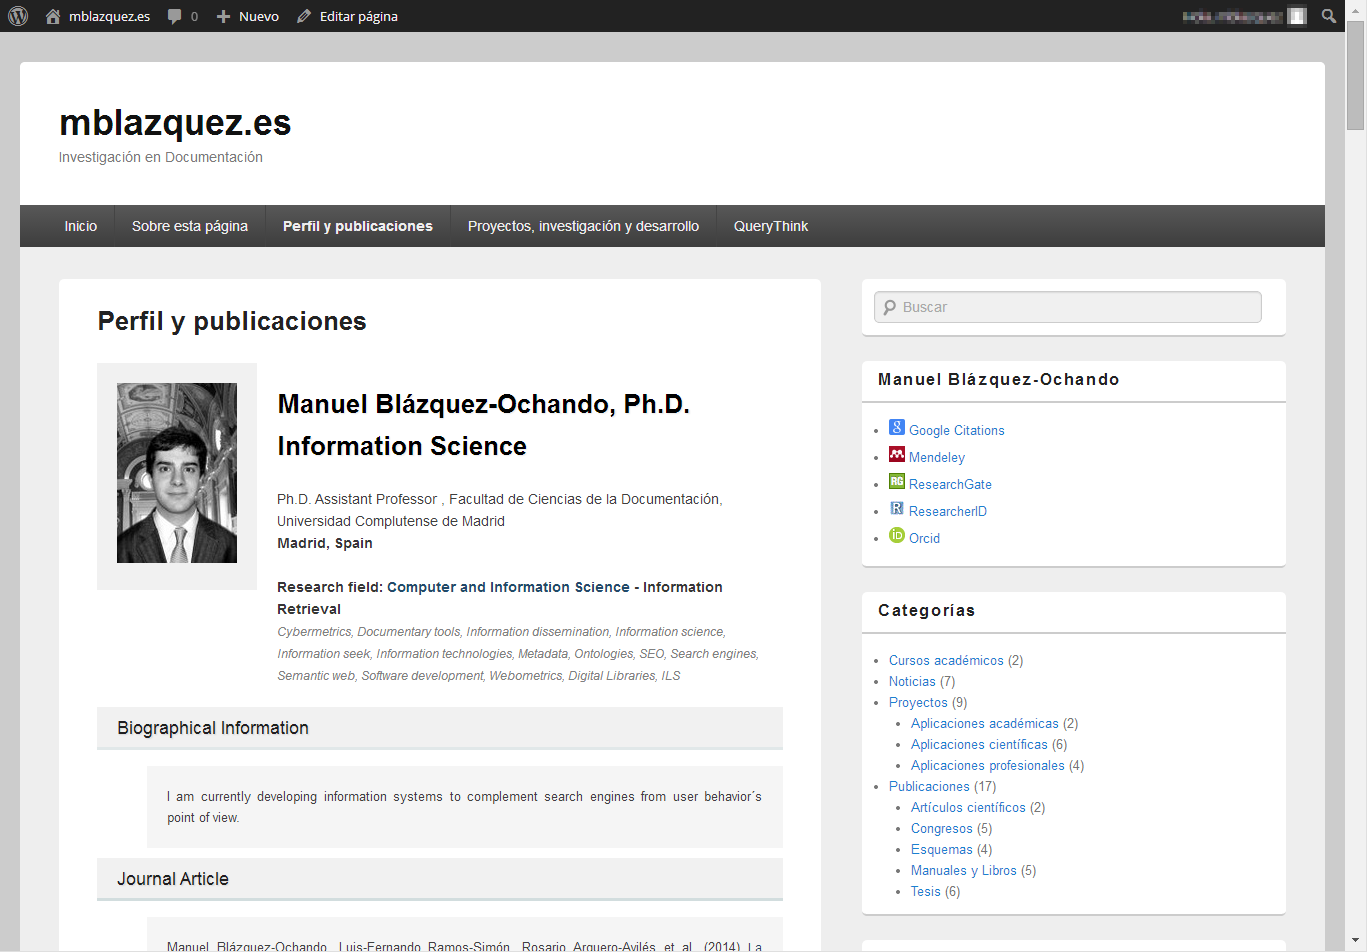 mblazquez.es 0 Nuevo Editar página
mblazquez.es
Investigación en Documentación
Inicio Sobre esta página Perfil y publicaciones Proyectos, investigación y desarrollo QueryThink
Perfil y publicaciones
Manuel Blázquez-Ochando, Ph.D.
Information Science
Ph.D. Assistant Professor , Facultad de Ciencias de la Documentación,
Universidad Complutense de Madrid
Madrid, Spain
Research field: Computer and Information Science - Information
Retrieval
Cybermetrics, Documentary tools, Information dissemination, Information science,
Information seek, Information technologies, Metadata, Ontologies, SEO, Search engines,
Semantic web, Software development, Webometrics, Digital Libraries, ILS
Biographical Information
I am currently developing information systems to complement search engines from user behavior´s
point of view.
Journal Article
Manuel Blázquez-Ochando, Luis-Fernando Ramos-Simón, Rosario Arquero-Avilés et al. (2014) La
Buscar
Manuel Blázquez-Ochando
Google Citations
Mendeley
RG ResearchGate
R ResearcherID
iD Orcid
Categorías
Cursos académicos (2)
Noticias (7)
Proyectos (9)
Aplicaciones académicas (2)
Aplicaciones científicas (6)
Aplicaciones profesionales (4)
Publicaciones (17)
Artículos científicos (2)
Congresos (5)
Esquemas (4)
Manuales y Libros (5)
Tesis (6)